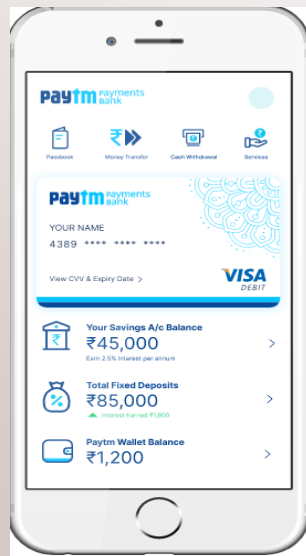 Paytm Payments Bank
Passbook
Money Transfer
Cash Withdrawal
Services
Paytm Payments Bank
YOUR NAME
4389 **** **** ****
View CVV & Expiry Date >
VISA
DEBIT
Your Savings A/c Balance
₹45,000
Earn 2.5% Interest per annum
Total Fixed Deposits
₹85,000
Interest Earned ₹1,900
Paytm Wallet Balance
₹1,200